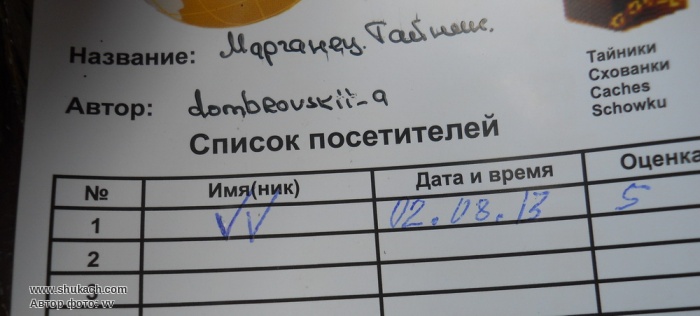 Название: Марганец. Тайник.
Автор: dombrovskii-a
Тайники
Схованки
Caches
Schowku
Список посетителей
№ Имя(ник) Дата и время Оценка
1 VV 02.08.13 5
2
3
www.shukach.com
Автор фото: vv